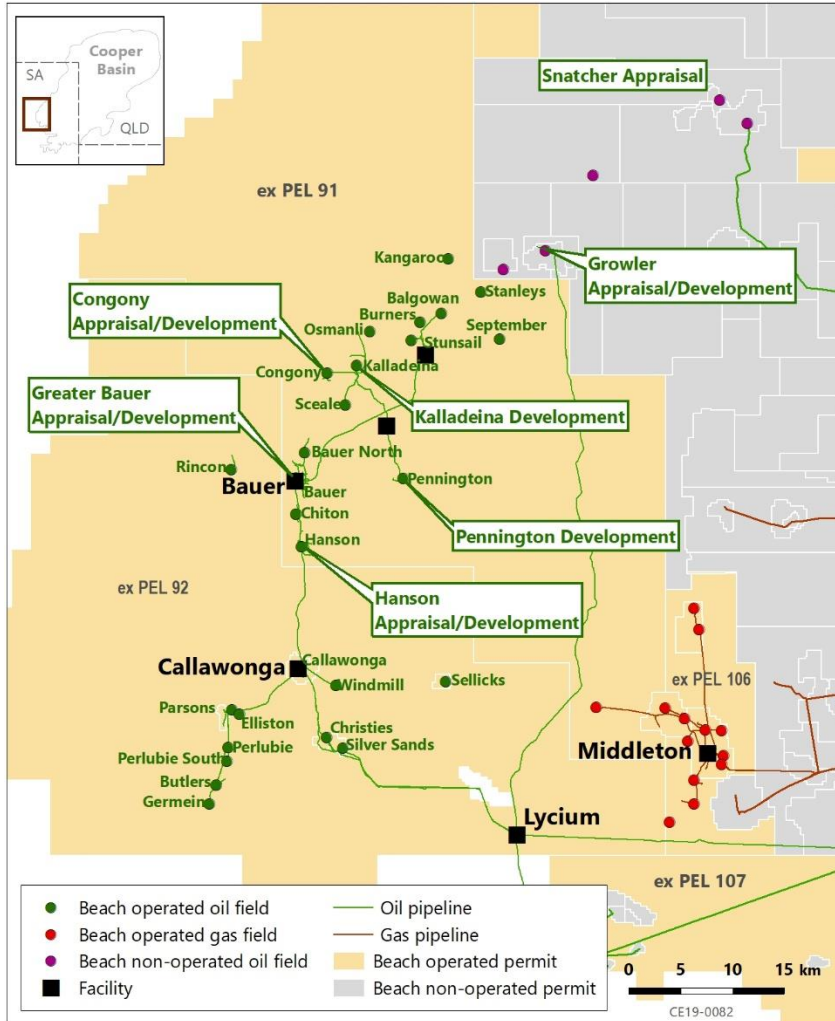 Cooper
Basin
SA
QLD
Snatcher Appraisal
ex PEL 91
Kangaroo
Growler
Appraisal/Development
Congony
Appraisal/Development
Balgowan
Stanleys
Burners
Osmanli
September
Stunsail
Kalladeina
Congony
Greater Bauer
Appraisal/Development
Sceale
Kalladeina Development
Bauer North
Rincon
Pennington
Bauer
Bauer
Chiton
Pennington Development
Hanson
ex PEL 92
Hanson
Appraisal/Development
Callawonga
Callawonga
ex PEL 106
Windmill
Sellicks
Parsons
Elliston
Christies
Silver Sands
Perlubie
Middleton
Perlubie South
Butlers
Germein
Lycium
ex PEL 107
Beach operated oil field
Beach operated gas field
Beach non-operated oil field
Facility
Oil pipeline
Gas pipeline
Beach operated permit
Beach non-operated permit
0 5 10 15 km
CE19-0082